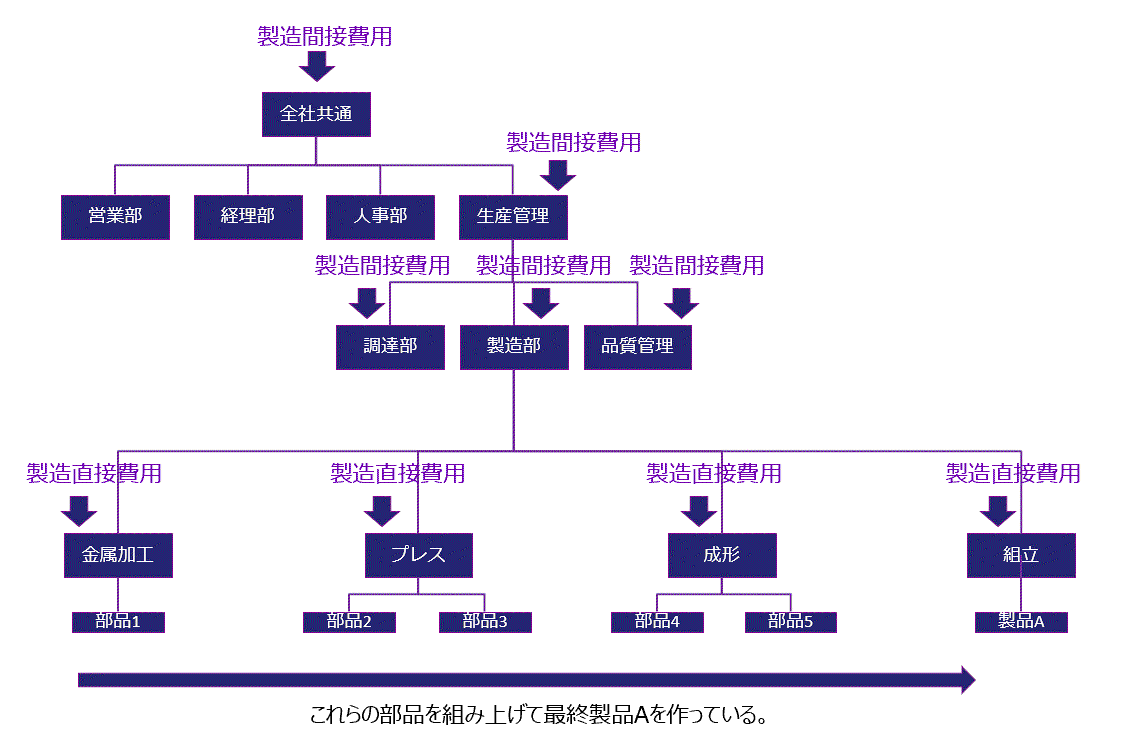 製造間接費用
全社共通
製造間接費用
営業部
経理部
人事部
生産管理
製造間接費用
製造間接費用
製造間接費用
調達部
製造部
品質管理
製造直接費用
製造直接費用
製造直接費用
製造直接費用
金属加工
プレス
成形
組立
部品1
部品2
部品3
部品4
部品5
製品A
これらの部品を組み上げて最終製品Aを作っている。